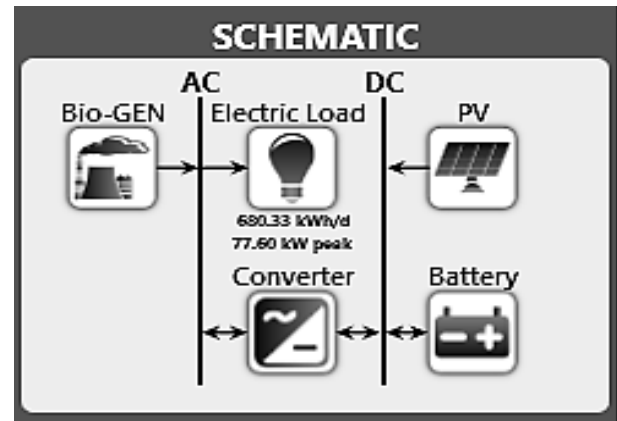 SCHEMATIC
AC DC
Bio-GEN Electric Load PV
680.33 kWh/d
77.60 kW peak
Converter Battery